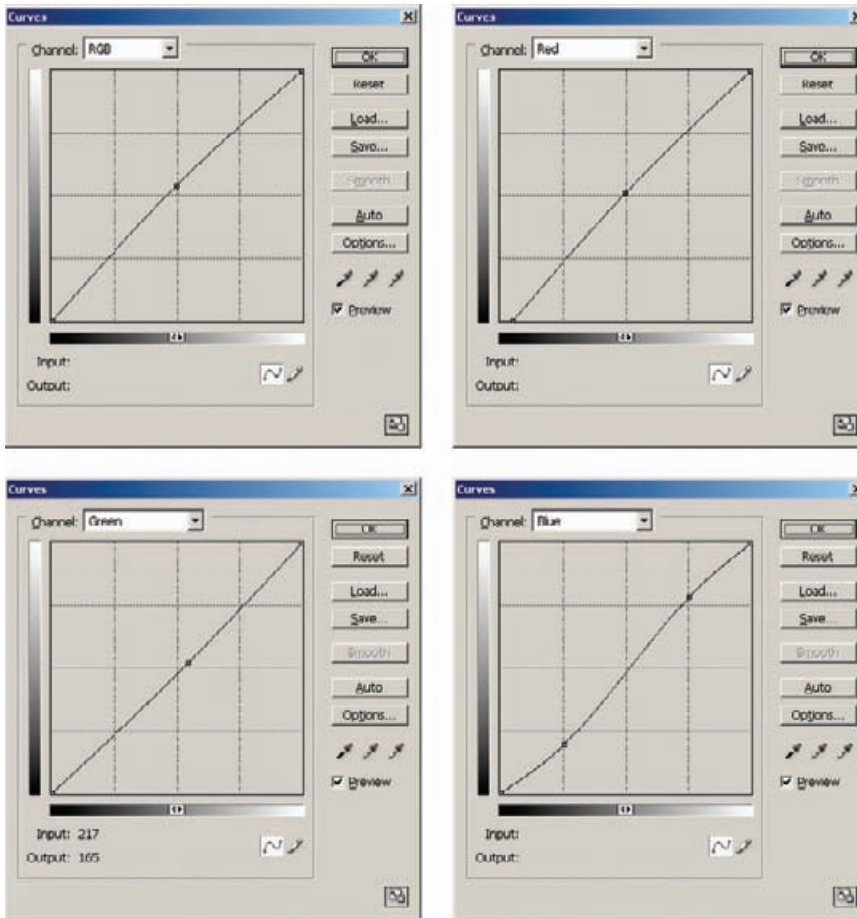 Curves
Channel: RGB
OK
Reset
Load...
Save...
Smooth
Auto
Options...
Preview
Input:
Output:
Curves
Channel: Red
OK
Reset
Load...
Save...
Smooth
Auto
Options...
Preview
Input:
Output:
Curves
Channel: Green
OK
Reset
Load...
Save...
Smooth
Auto
Options...
Preview
Input: 217
Output: 165
Curves
Channel: Blue
OK
Reset
Load...
Save...
Smooth
Auto
Options...
Preview
Input:
Output: